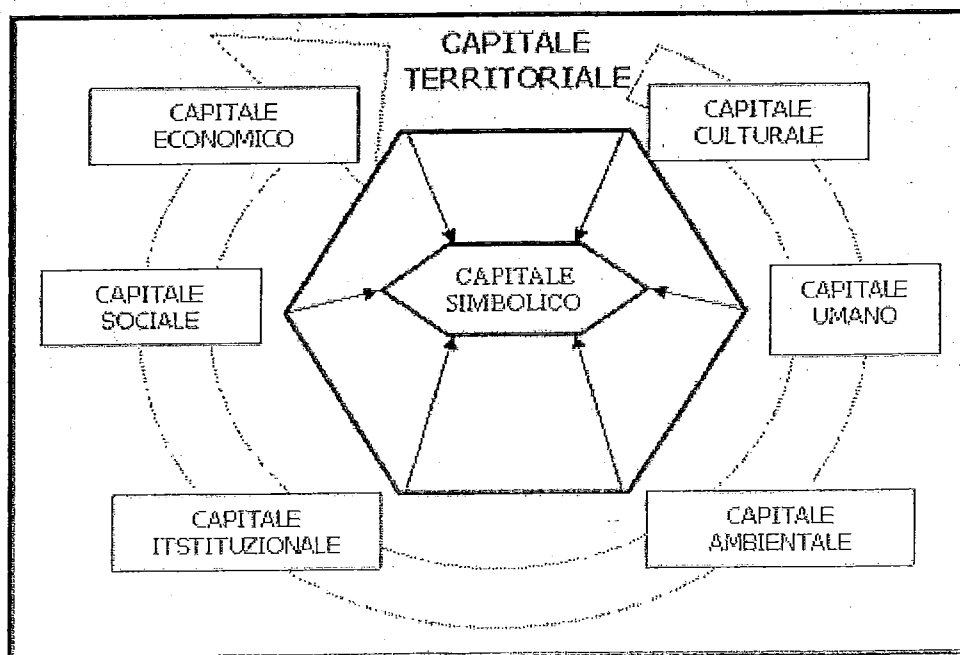 CAPITALE
TERRITORIALE
CAPITALE
ECONOMICO
CAPITALE
CULTURALE
CAPITALE
SOCIALE
CAPITALE
SIMBOLICO
CAPITALE
UMANO
CAPITALE
ITSTITUZIONALE
CAPITALE
AMBIENTALE